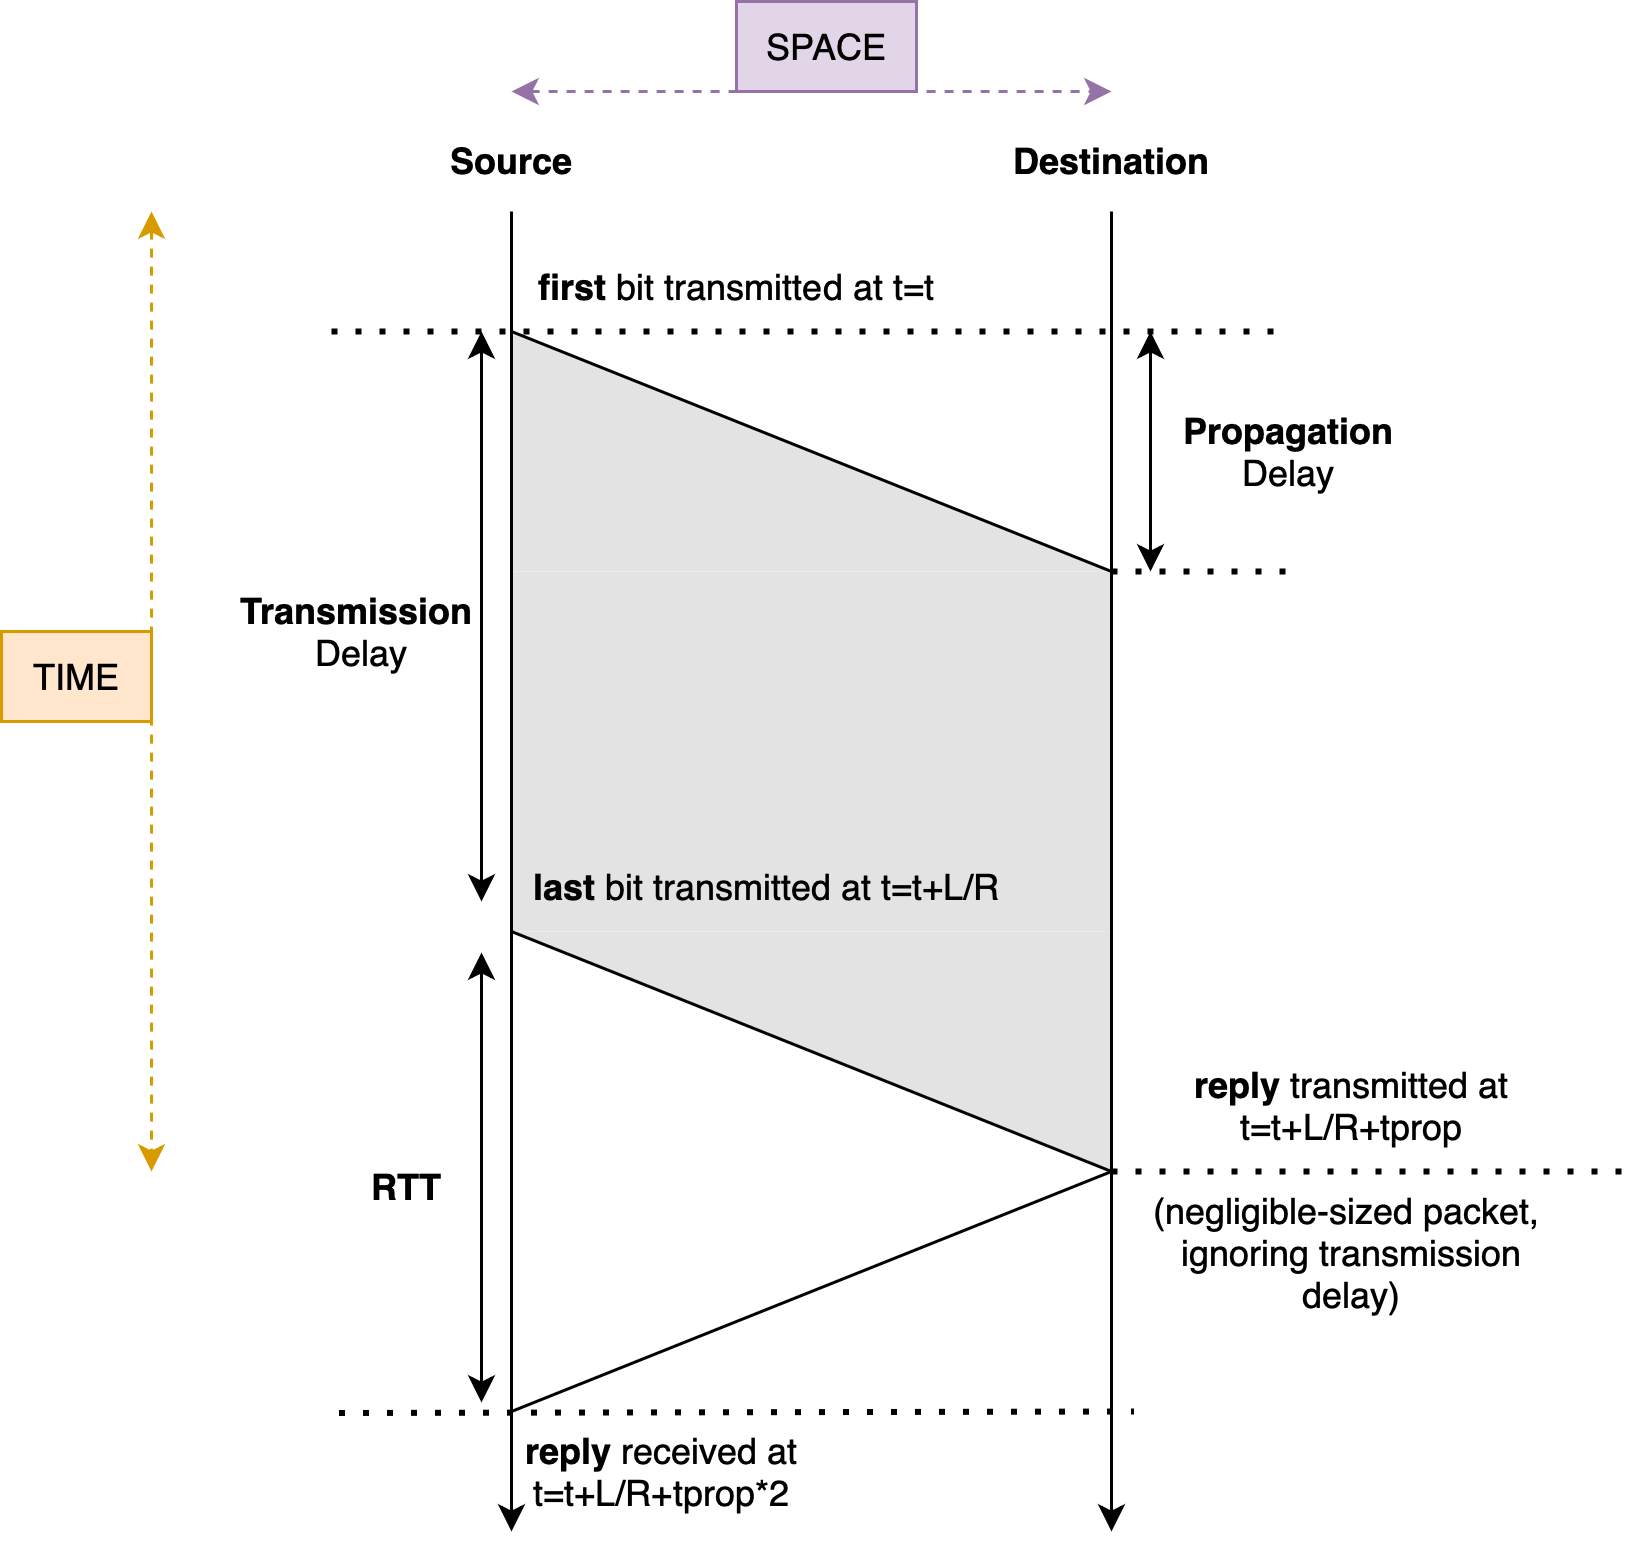 SPACE
Source
Destination
first bit transmitted at t=t
Propagation
Delay
Transmission
Delay
TIME
last bit transmitted at t=t+L/R
reply transmitted at
t=t+L/R+tprop
RTT
(negligible-sized packet,
ignoring transmission
delay)
reply received at
t=t+L/R+tprop*2